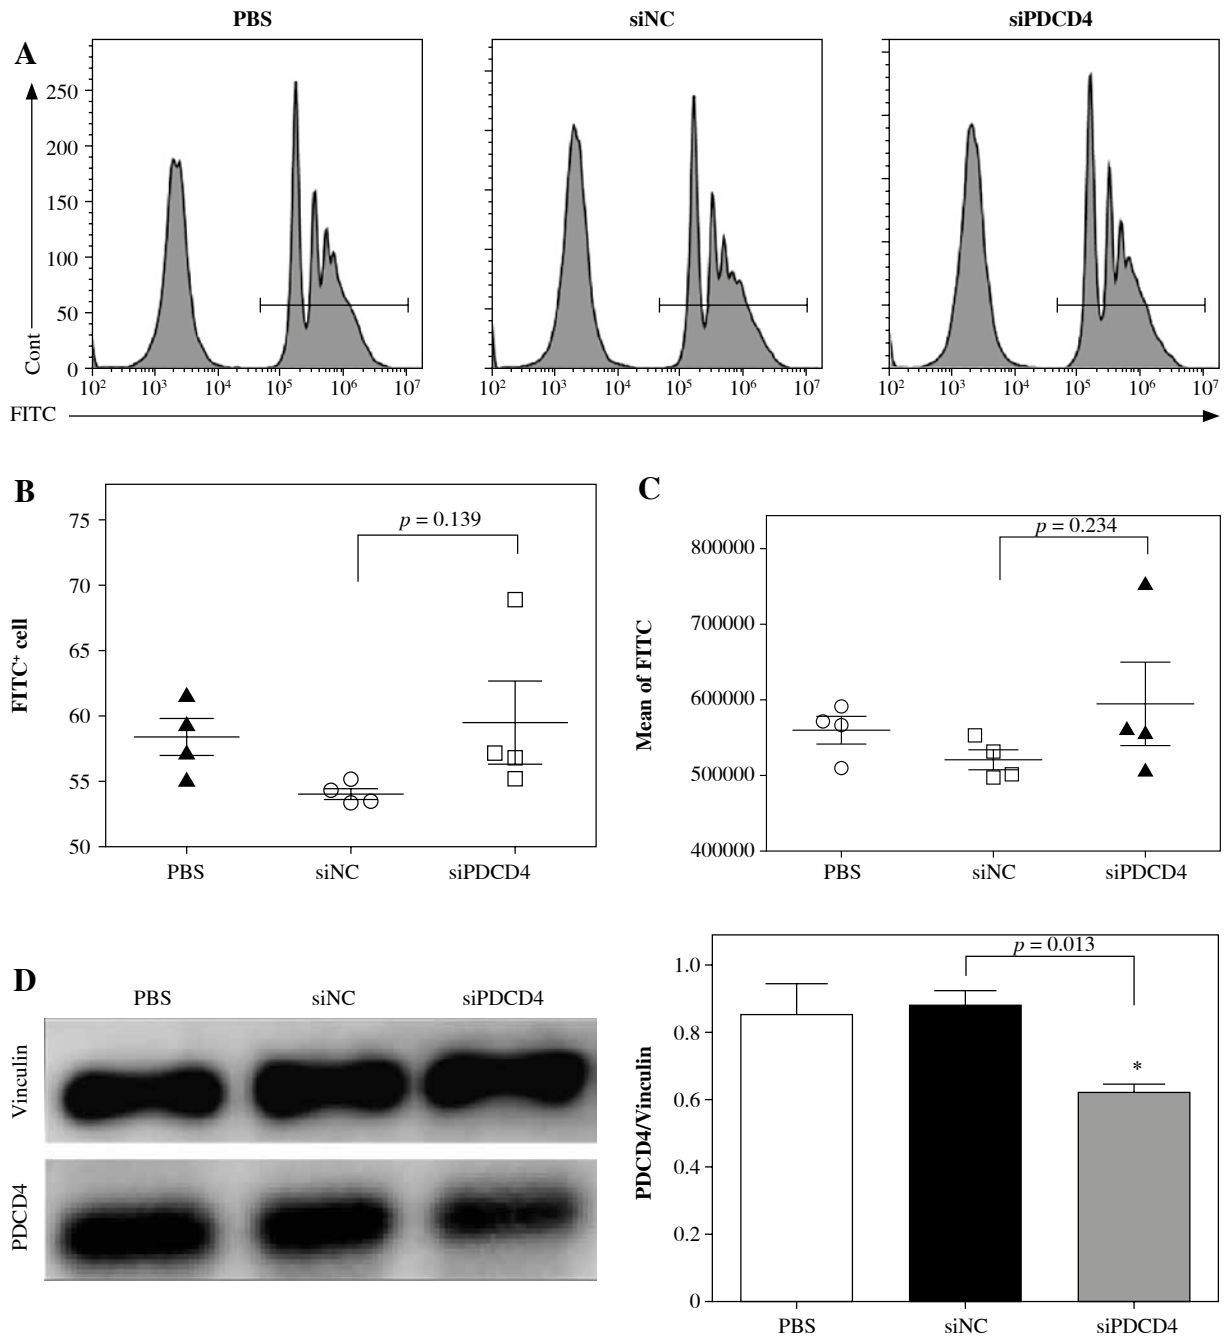 PBS siNC siPDCD4
A
250
200
150
100
50
0
Cont
10² 10³ 10⁴ 10⁵ 10⁶ 10⁷
10² 10³ 10⁴ 10⁵ 10⁶ 10⁷
10² 10³ 10⁴ 10⁵ 10⁶ 10⁷
FITC
B
p = 0.139
75
70
65
60
55
50
FITC⁺ cell
PBS siNC siPDCD4
C
p = 0.234
800000
700000
600000
500000
400000
Mean of FITC
PBS siNC siPDCD4
D
PBS siNC siPDCD4
Vinculin
PDCD4
p = 0.013
1.0
0.8
0.6
0.4
0.2
0
*
PDCD4/Vinculin
PBS siNC siPDCD4